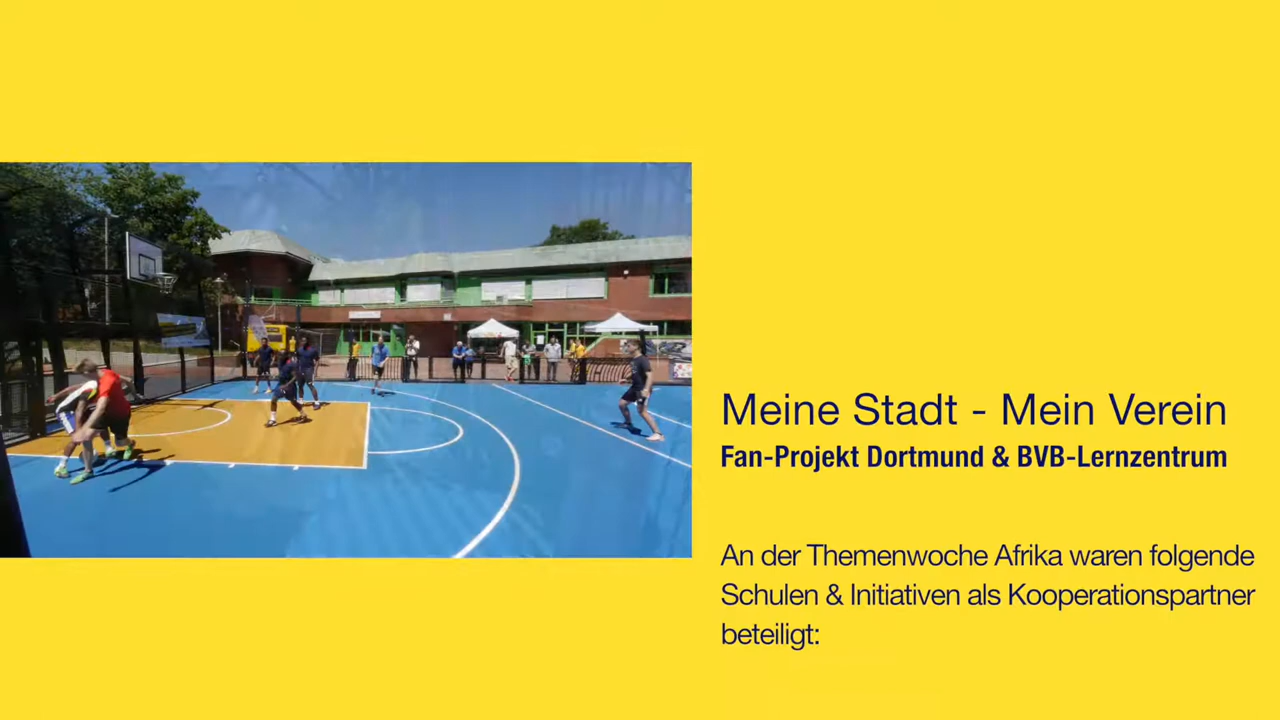 Meine Stadt - Mein Verein
Fan-Projekt Dortmund & BVB-Lernzentrum
An der Themenwoche Afrika waren folgende
Schulen & Initiativen als Kooperationspartner
beteiligt: